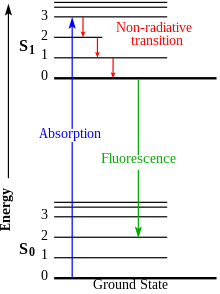 3
Non-radiative
transition
S1
2
1
0
Absorption
Fluorescence
Energy
3
2
S0
1
0
Ground State